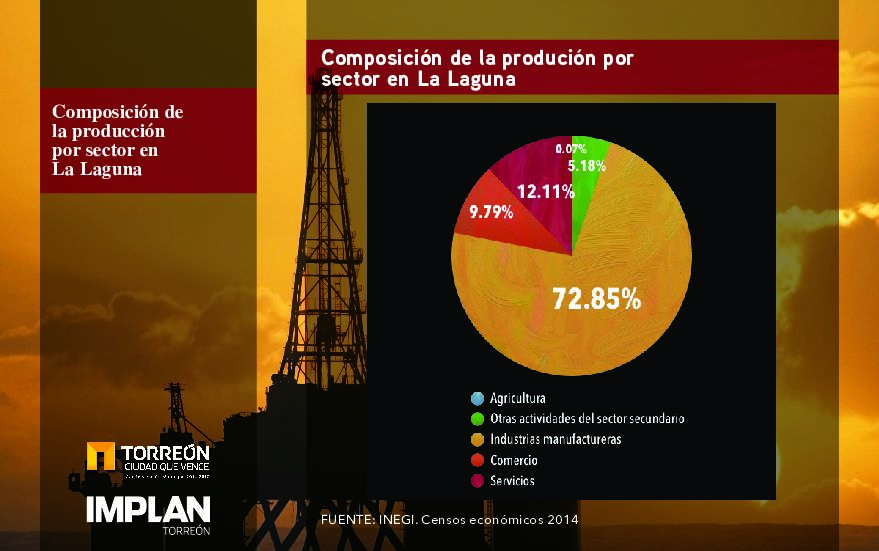 Composición de la produción por
sector en La Laguna
Composición de
la producción
por sector en
La Laguna
0.07%
5.18%
12.11%
9.79%
72.85%
Agricultura
Otras actividades del sector secundario
Industrias manufactureras
Comercio
Servicios
TORREÓN
CIUDAD QUE VENCE
IMPLAN
TORREÓN
FUENTE: INEGI. Censos económicos 2014